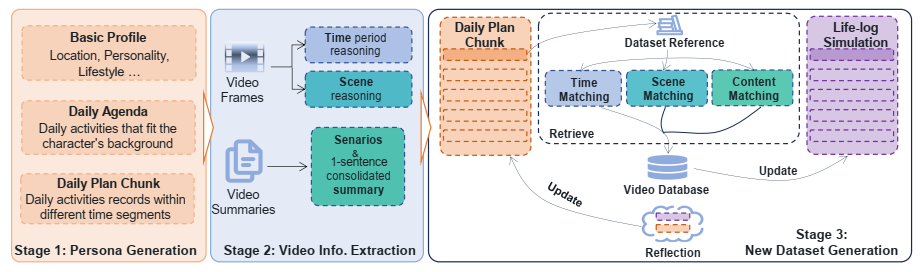 Basic Profile
Location, Personality,
Lifestyle ...
Daily Agenda
Daily activities that fit the
character's background
Daily Plan Chunk
Daily activities records within
different time segments
Stage 1: Persona Generation
Video
Frames
Time period
reasoning
Scene
reasoning
Video
Summaries
Senarios
&
1-sentence
consolidated
summary
Stage 2: Video Info. Extraction
Daily Plan
Chunk
Dataset Reference
Time
Matching
Scene
Matching
Content
Matching
Retrieve
Life-log
Simulation
Video Database
Update
Update
Reflection
Stage 3:
New Dataset Generation